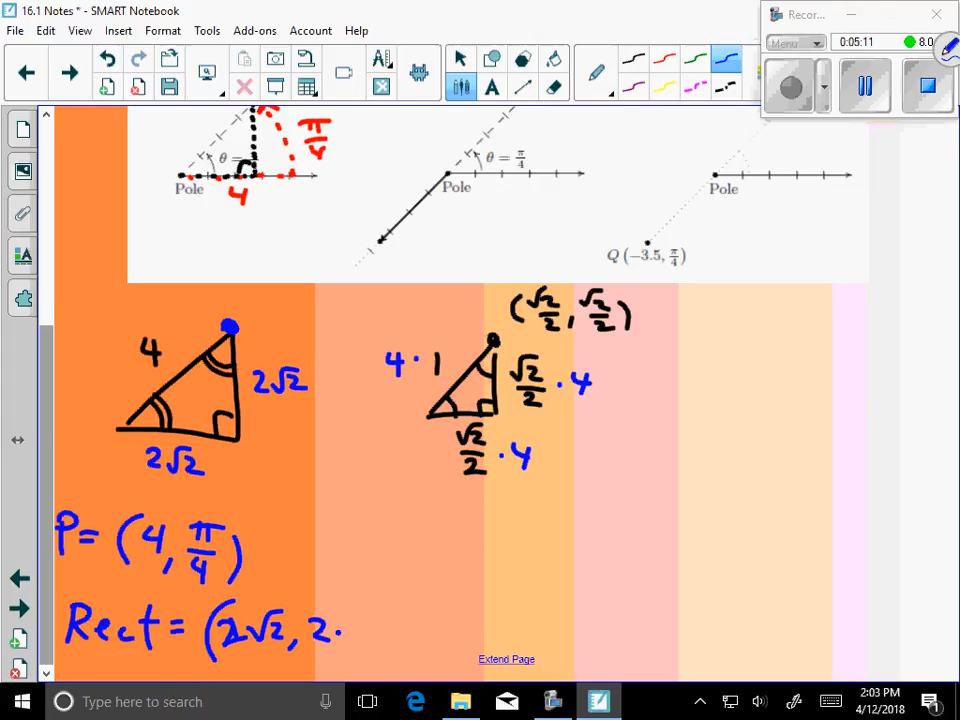 16.1 Notes * - SMART Notebook
Recor...
File Edit View Insert Format Tools Add-ons Account Help
Menu
0:05:11
8.0
θ =
π/4
Pole
4
θ = π/4
Pole
Pole
Q (−3.5, π/4)
(√2/2,√2/2)
4
2√2
2√2
4 · 1
√2/2 · 4
√2/2 · 4
P = (4, π/4)
Rect = (2√2, 2
Extend Page
Type here to search
2:03 PM
4/12/2018
1